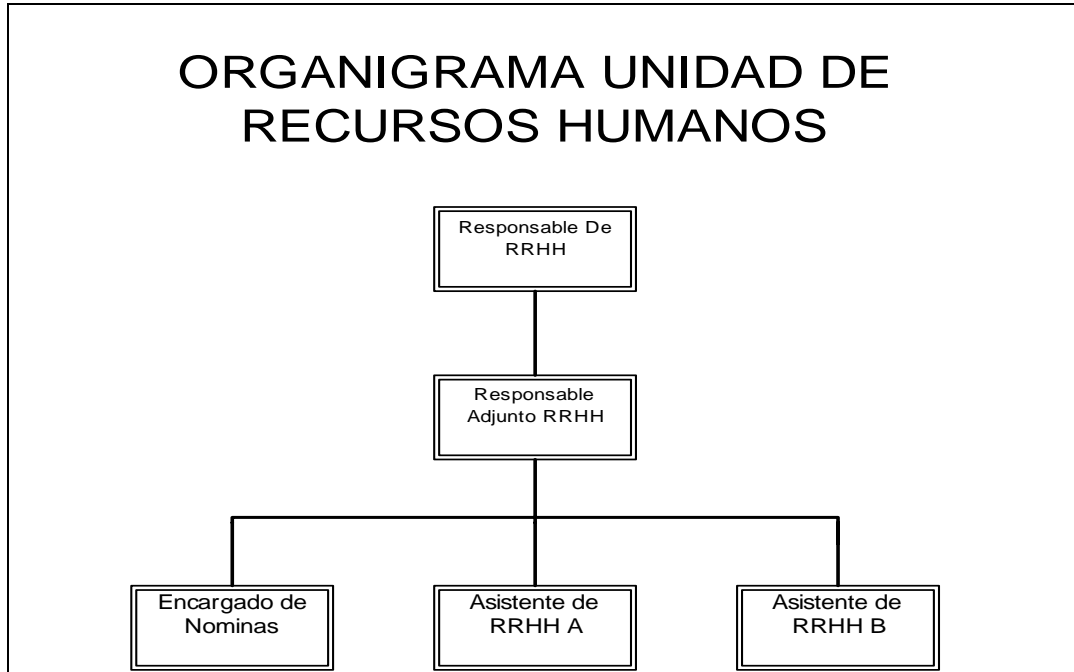 ORGANIGRAMA UNIDAD DE
RECURSOS HUMANOS
Responsable De
RRHH
Responsable
Adjunto RRHH
Encargado de
Nominas
Asistente de
RRHH A
Asistente de
RRHH B